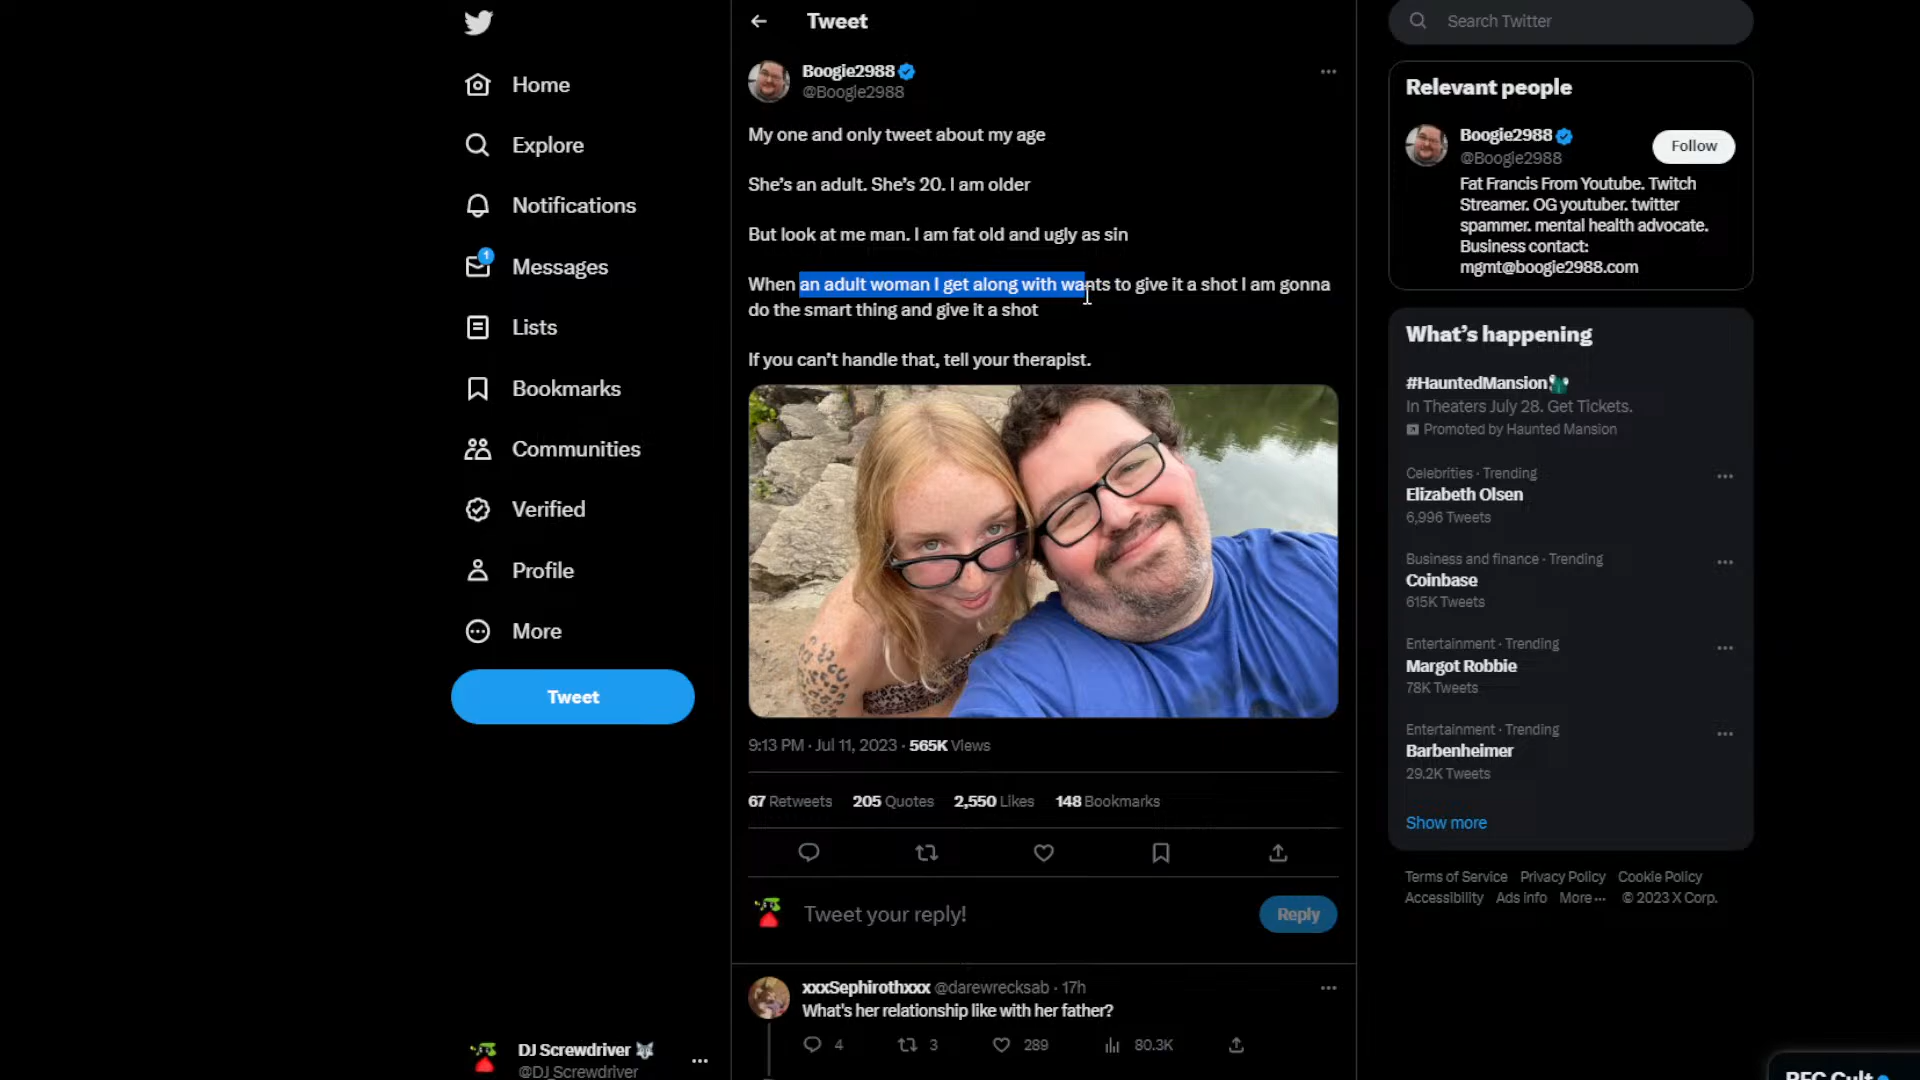 Home
Explore
Notifications
1
Messages
Lists
Bookmarks
Communities
Verified
Profile
More
Tweet
DJ Screwdriver
@DJ_Screwdriver
Tweet
Boogie2988
@Boogie2988
My one and only tweet about my age
She's an adult. She's 20. I am older
But look at me man. I am fat old and ugly as sin
When an adult woman I get along with wants to give it a shot I am gonna
do the smart thing and give it a shot
If you can't handle that, tell your therapist.
9:13 PM · Jul 11, 2023 · 565K Views
67 Retweets 205 Quotes 2,550 Likes 148 Bookmarks
Tweet your reply!
Reply
xxxSephirothxxx @darewrecksab · 17h
What's her relationship like with her father?
4 3 289 80.3K
Search Twitter
Relevant people
Boogie2988
@Boogie2988
Follow
Fat Francis From Youtube. Twitch
Streamer. OG youtuber. twitter
spammer. mental health advocate.
Business contact:
mgmt@boogie2988.com
What's happening
#HauntedMansion
In Theaters July 28. Get Tickets.
Promoted by Haunted Mansion
Celebrities · Trending
Elizabeth Olsen
6,996 Tweets
Business and finance · Trending
Coinbase
615K Tweets
Entertainment · Trending
Margot Robbie
78K Tweets
Entertainment · Trending
Barbenheimer
29.2K Tweets
Show more
Terms of Service Privacy Policy Cookie Policy
Accessibility Ads info More ··· © 2023 X Corp.